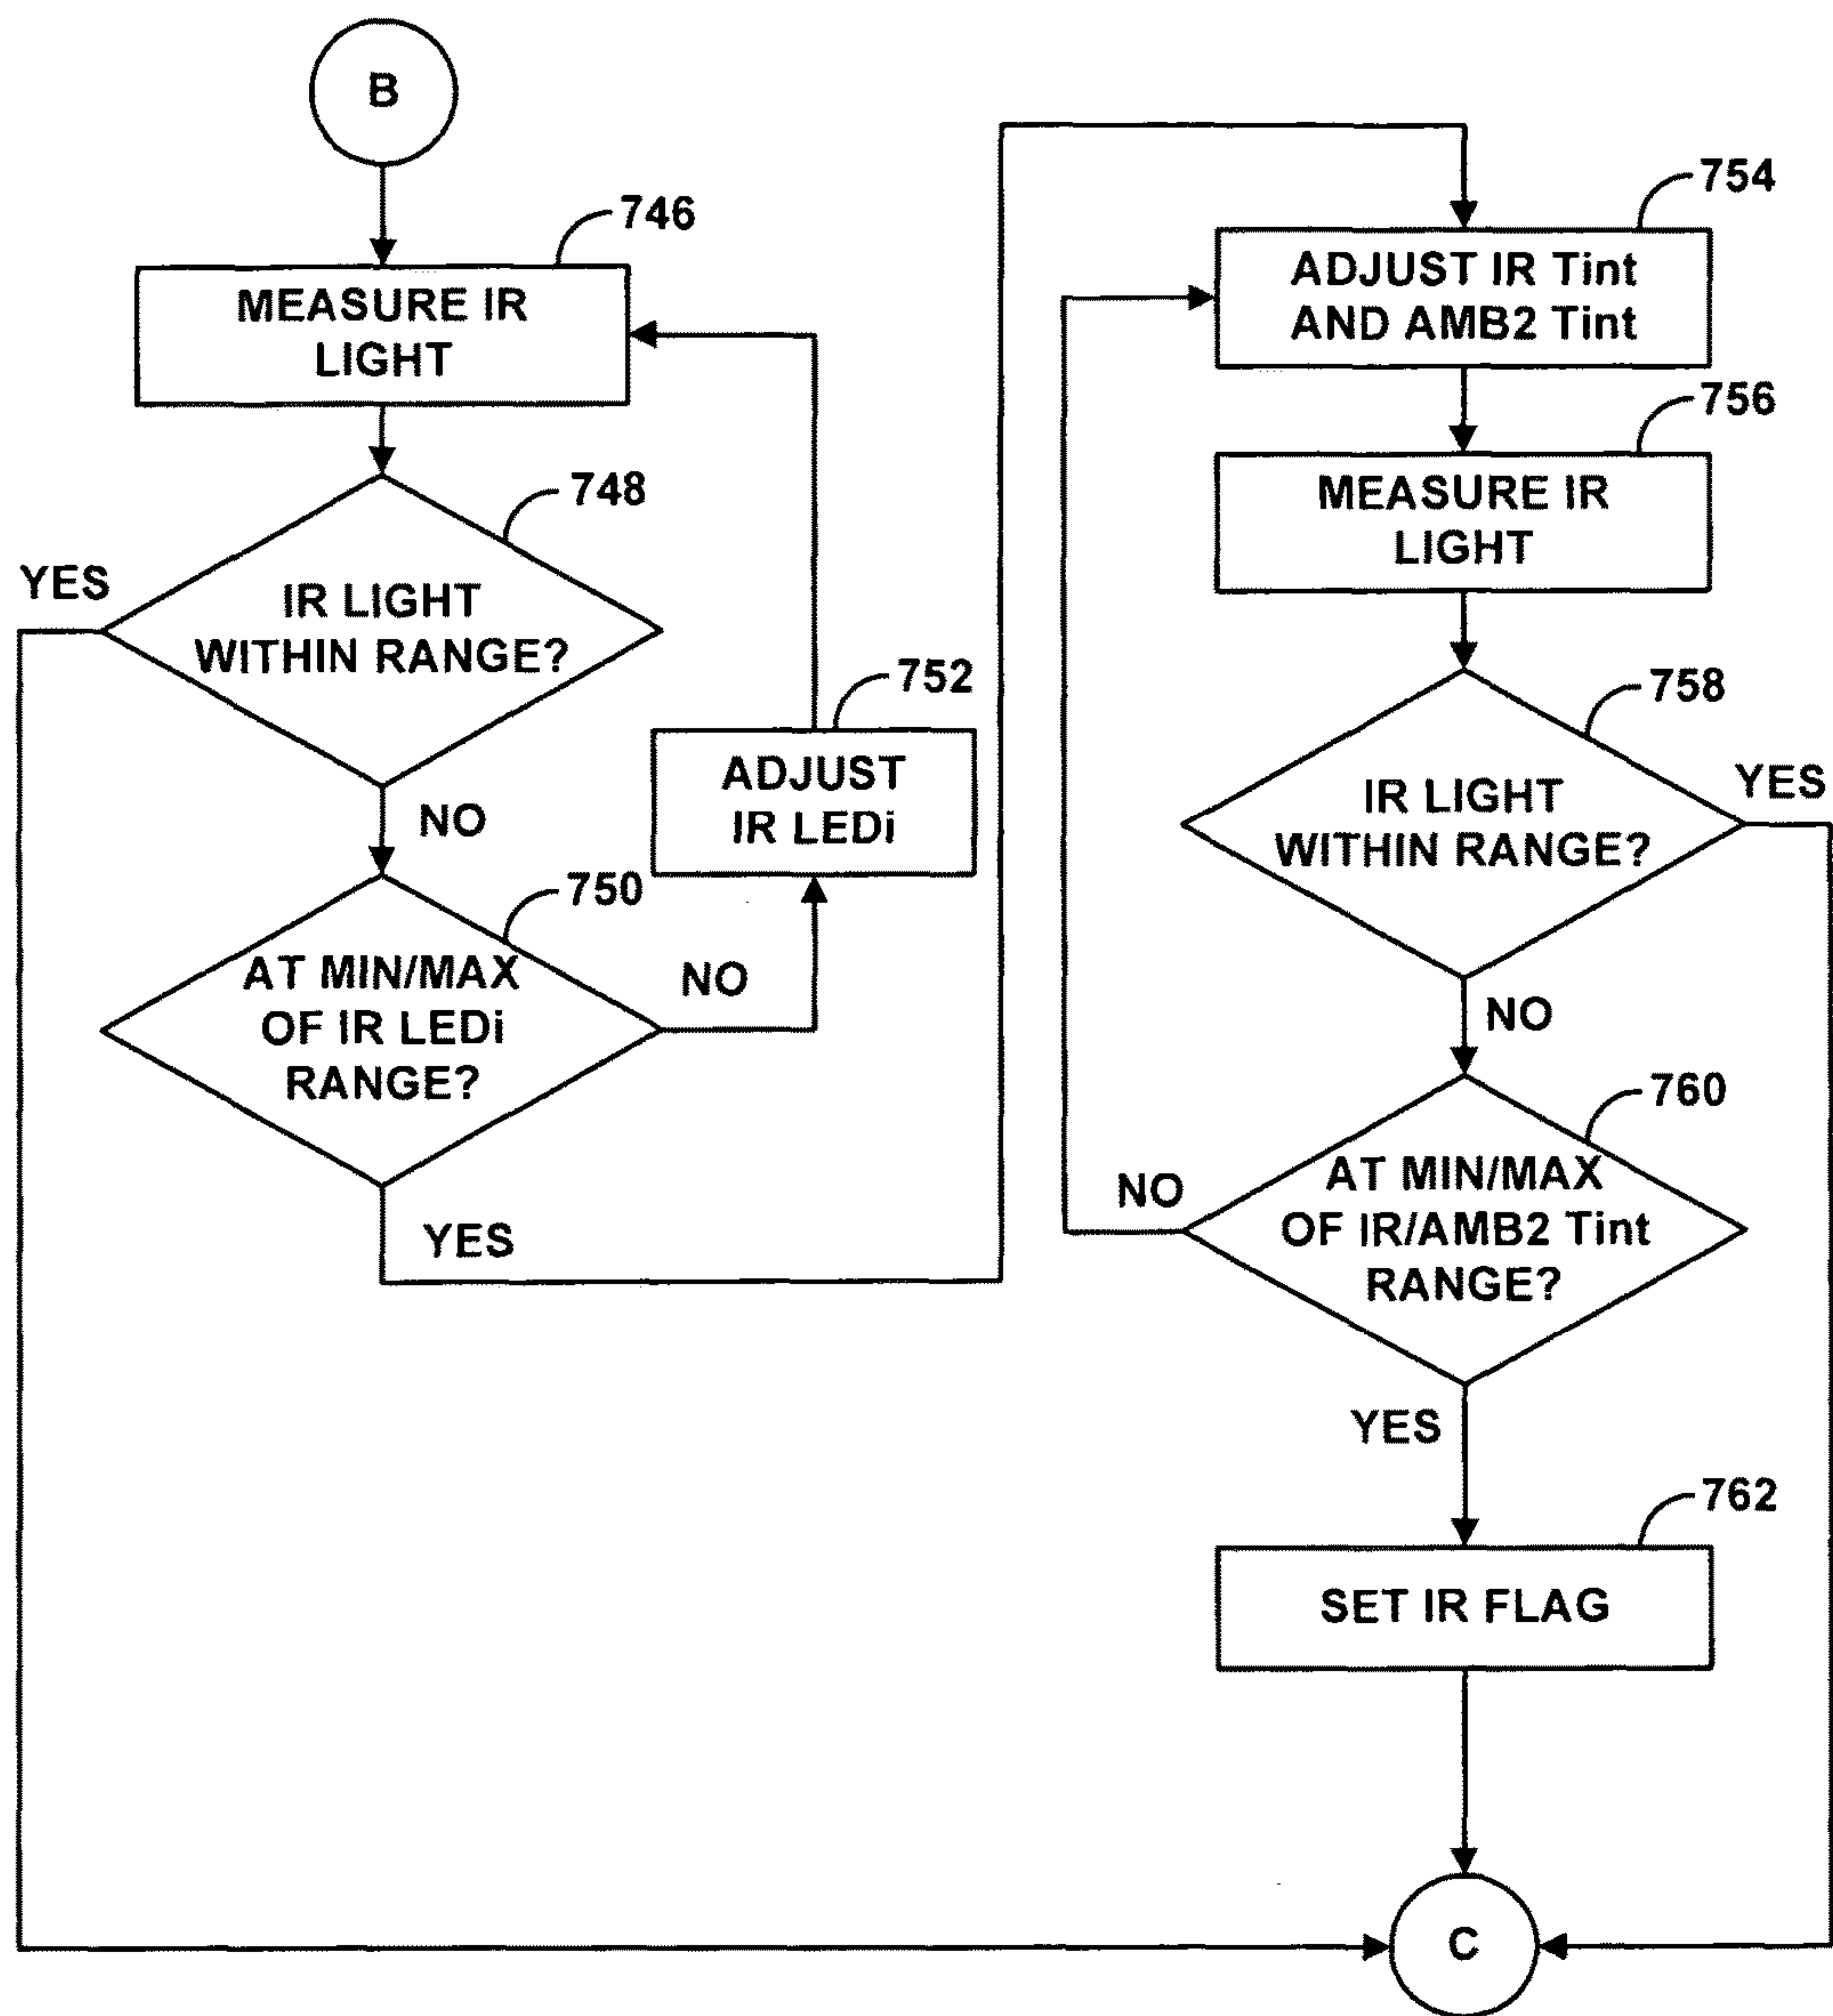 B
746
MEASURE IR
LIGHT
748
YES
IR LIGHT
WITHIN RANGE?
752
ADJUST
IR LEDi
NO
750
AT MIN/MAX
OF IR LEDi
RANGE?
NO
YES
754
ADJUST IR Tint
AND AMB2 Tint
756
MEASURE IR
LIGHT
758
YES
IR LIGHT
WITHIN RANGE?
NO
760
AT MIN/MAX
OF IR/AMB2 Tint
RANGE?
NO
YES
762
SET IR FLAG
C